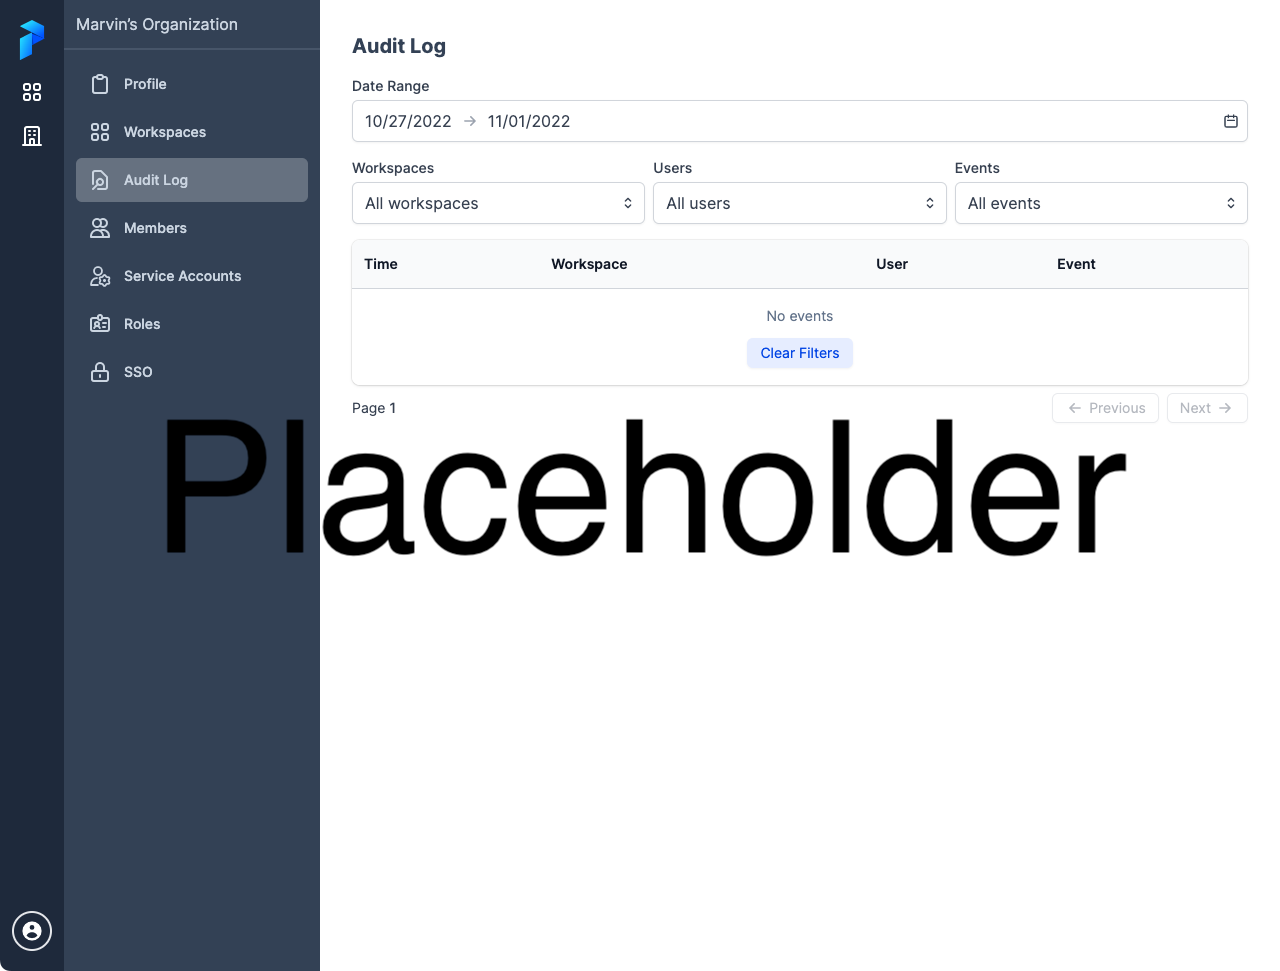 Marvin’s Organization
Profile
Workspaces
Audit Log
Members
Service Accounts
Roles
SSO
Audit Log
Date Range
10/27/2022 → 11/01/2022
Workspaces Users Events
All workspaces All users All events
Time Workspace User Event
No events
Clear Filters
Page 1 ← Previous Next →
Placeholder